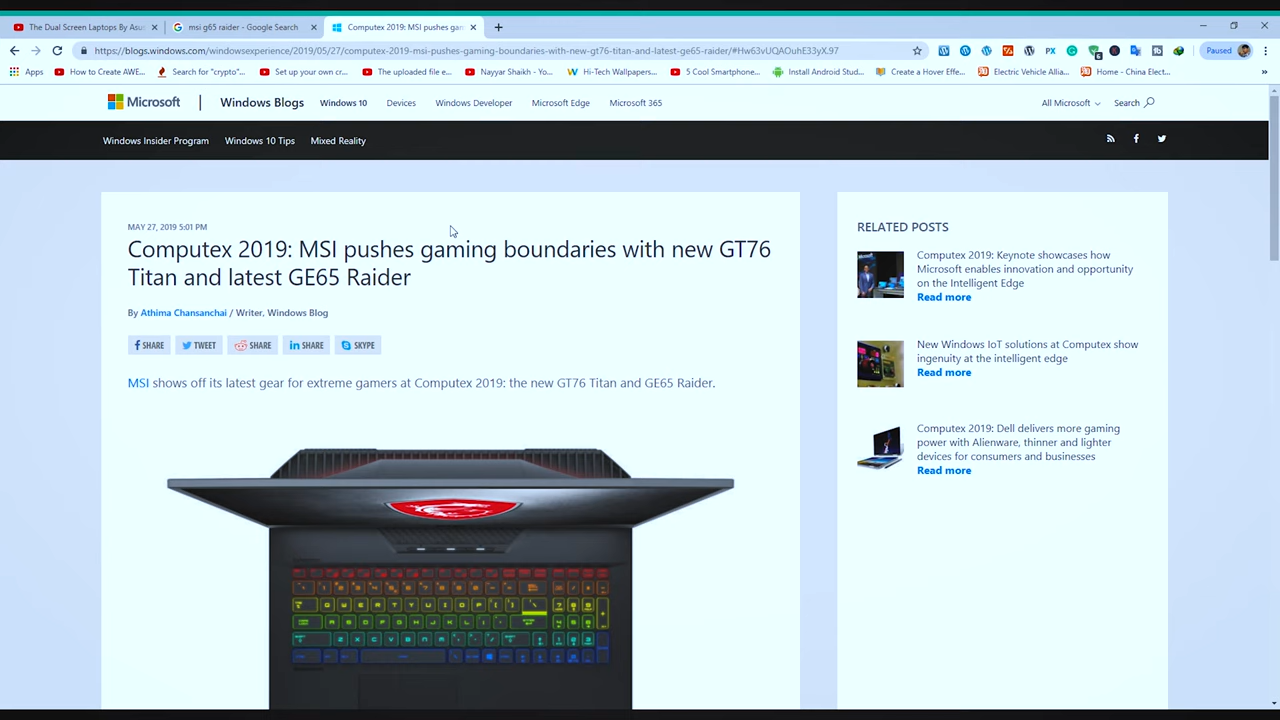 The Dual Screen Laptops By Asus
msi g65 raider - Google Search
Computex 2019: MSI pushes gam
https://blogs.windows.com/windowsexperience/2019/05/27/computex-2019-msi-pushes-gaming-boundaries-with-new-gt76-titan-and-latest-ge65-raider/#Hw63vUQAOuhE33yX.97
Paused
Apps
How to Create AWE...
Search for "crypto"...
Set up your own cr...
The uploaded file e...
Nayyar Shaikh - Yo...
Hi-Tech Wallpapers...
5 Cool Smartphone...
Install Android Stud...
Create a Hover Effe...
Electric Vehicle Allia...
Home - China Elect...
Microsoft
Windows Blogs
Windows 10
Devices
Windows Developer
Microsoft Edge
Microsoft 365
All Microsoft
Search
Windows Insider Program
Windows 10 Tips
Mixed Reality
MAY 27, 2019 5:01 PM
Computex 2019: MSI pushes gaming boundaries with new GT76
Titan and latest GE65 Raider
By Athima Chansanchai / Writer, Windows Blog
SHARE
TWEET
SHARE
SHARE
SKYPE
MSI shows off its latest gear for extreme gamers at Computex 2019: the new GT76 Titan and GE65 Raider.
RELATED POSTS
Computex 2019: Keynote showcases how
Microsoft enables innovation and opportunity
on the Intelligent Edge
Read more
New Windows IoT solutions at Computex show
ingenuity at the intelligent edge
Read more
Computex 2019: Dell delivers more gaming
power with Alienware, thinner and lighter
devices for consumers and businesses
Read more